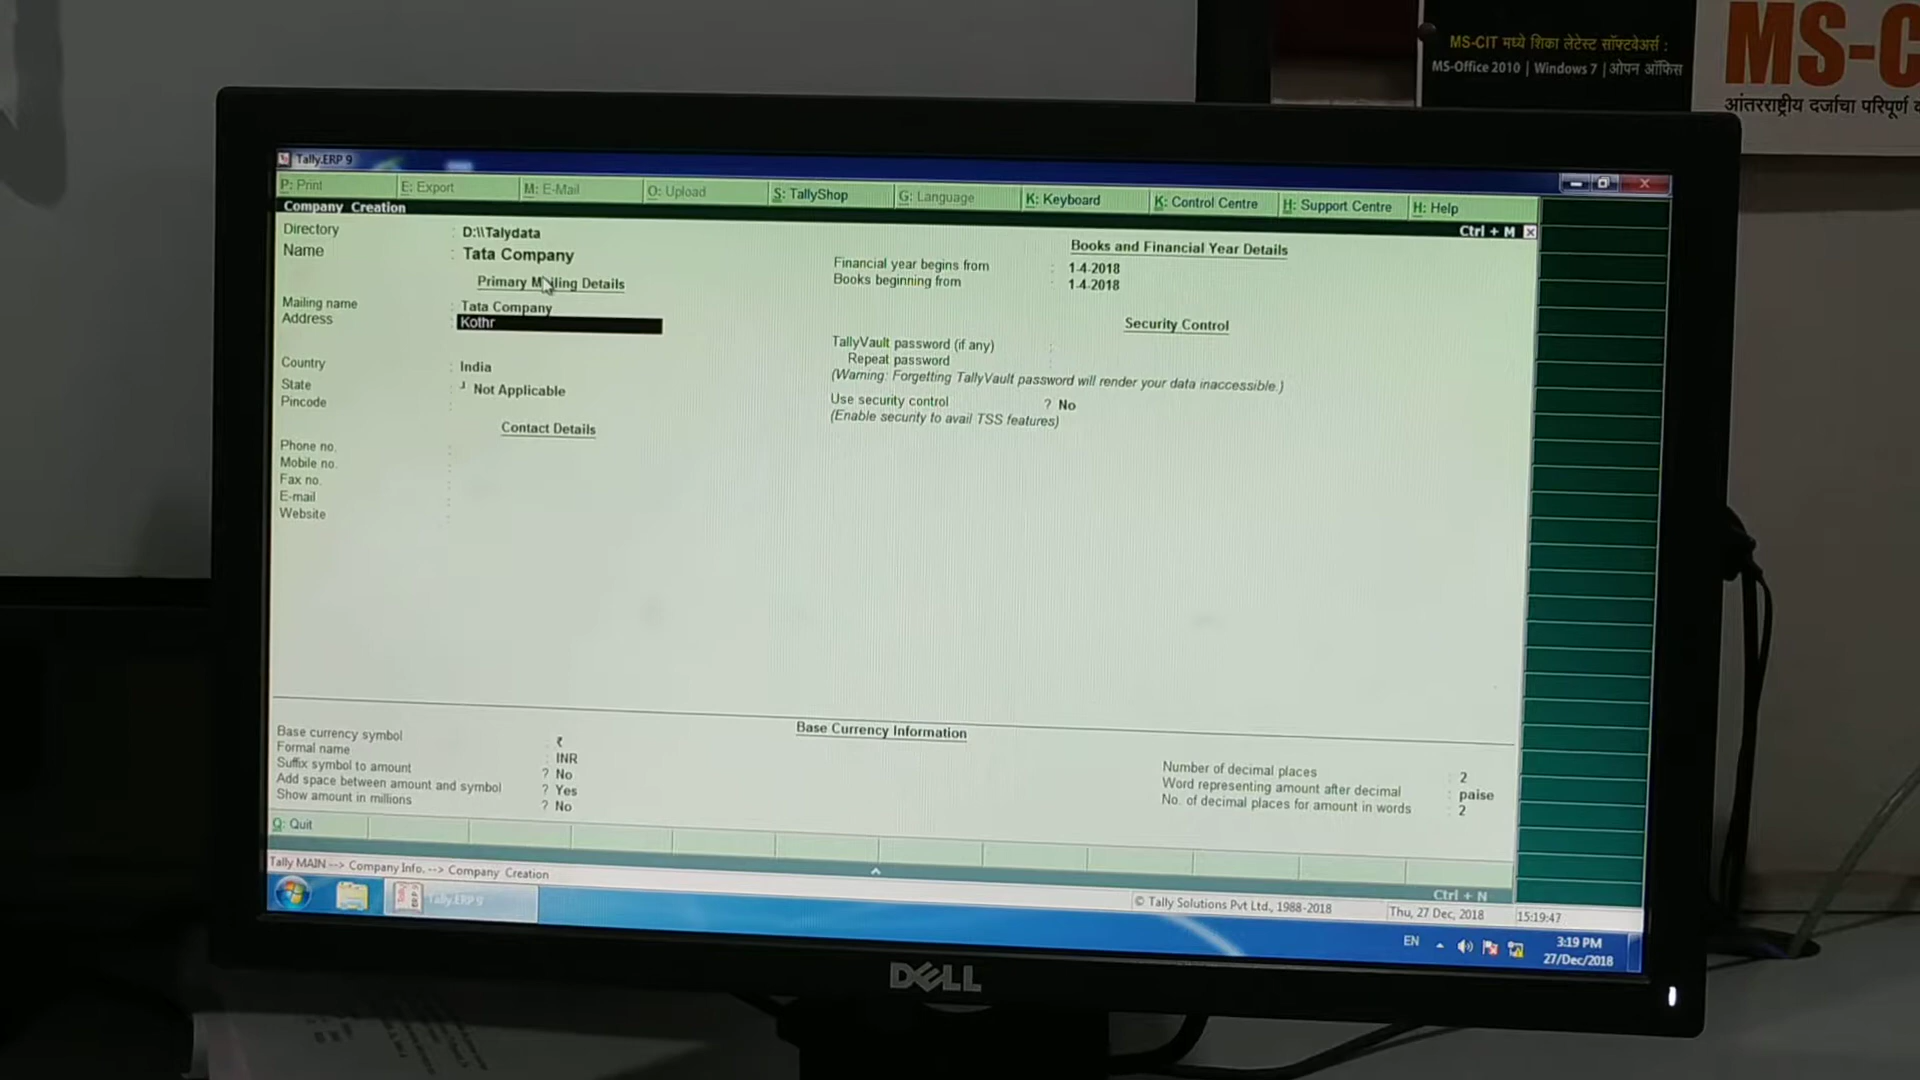 MS-CIT मध्ये शिका लेटेस्ट सॉफ्टवेअर्स :
MS-Office 2010 | Windows 7 | ओपन ऑफिस
MS-C
आंतरराष्ट्रीय दर्जाचा परिपूर्ण
Tally.ERP 9
P: Print
E: Export
M: E-Mail
O: Upload
S: TallyShop
G: Language
K: Keyboard
K: Control Centre
H: Support Centre
H: Help
Company Creation
Ctrl + M
Directory : D:\\Talydata
Name : Tata Company
Primary Mailing Details
Mailing name : Tata Company
Address : Kothr
Country : India
State : Not Applicable
Pincode :
Contact Details
Phone no. :
Mobile no. :
Fax no. :
E-mail :
Website :
Books and Financial Year Details
Financial year begins from : 1-4-2018
Books beginning from : 1-4-2018
Security Control
TallyVault password (if any) :
Repeat password
(Warning: Forgetting TallyVault password will render your data inaccessible.)
Use security control ? No
(Enable security to avail TSS features)
Base Currency Information
Base currency symbol : ₹
Formal name : INR
Suffix symbol to amount ? No
Add space between amount and symbol ? Yes
Show amount in millions ? No
Number of decimal places : 2
Word representing amount after decimal : paise
No. of decimal places for amount in words : 2
Q: Quit
Tally MAIN --> Company Info. --> Company Creation
Ctrl + N
© Tally Solutions Pvt Ltd., 1988-2018
Thu, 27 Dec, 2018
15:19:47
Tally.ERP 9
EN
3:19 PM
27/Dec/2018
DELL